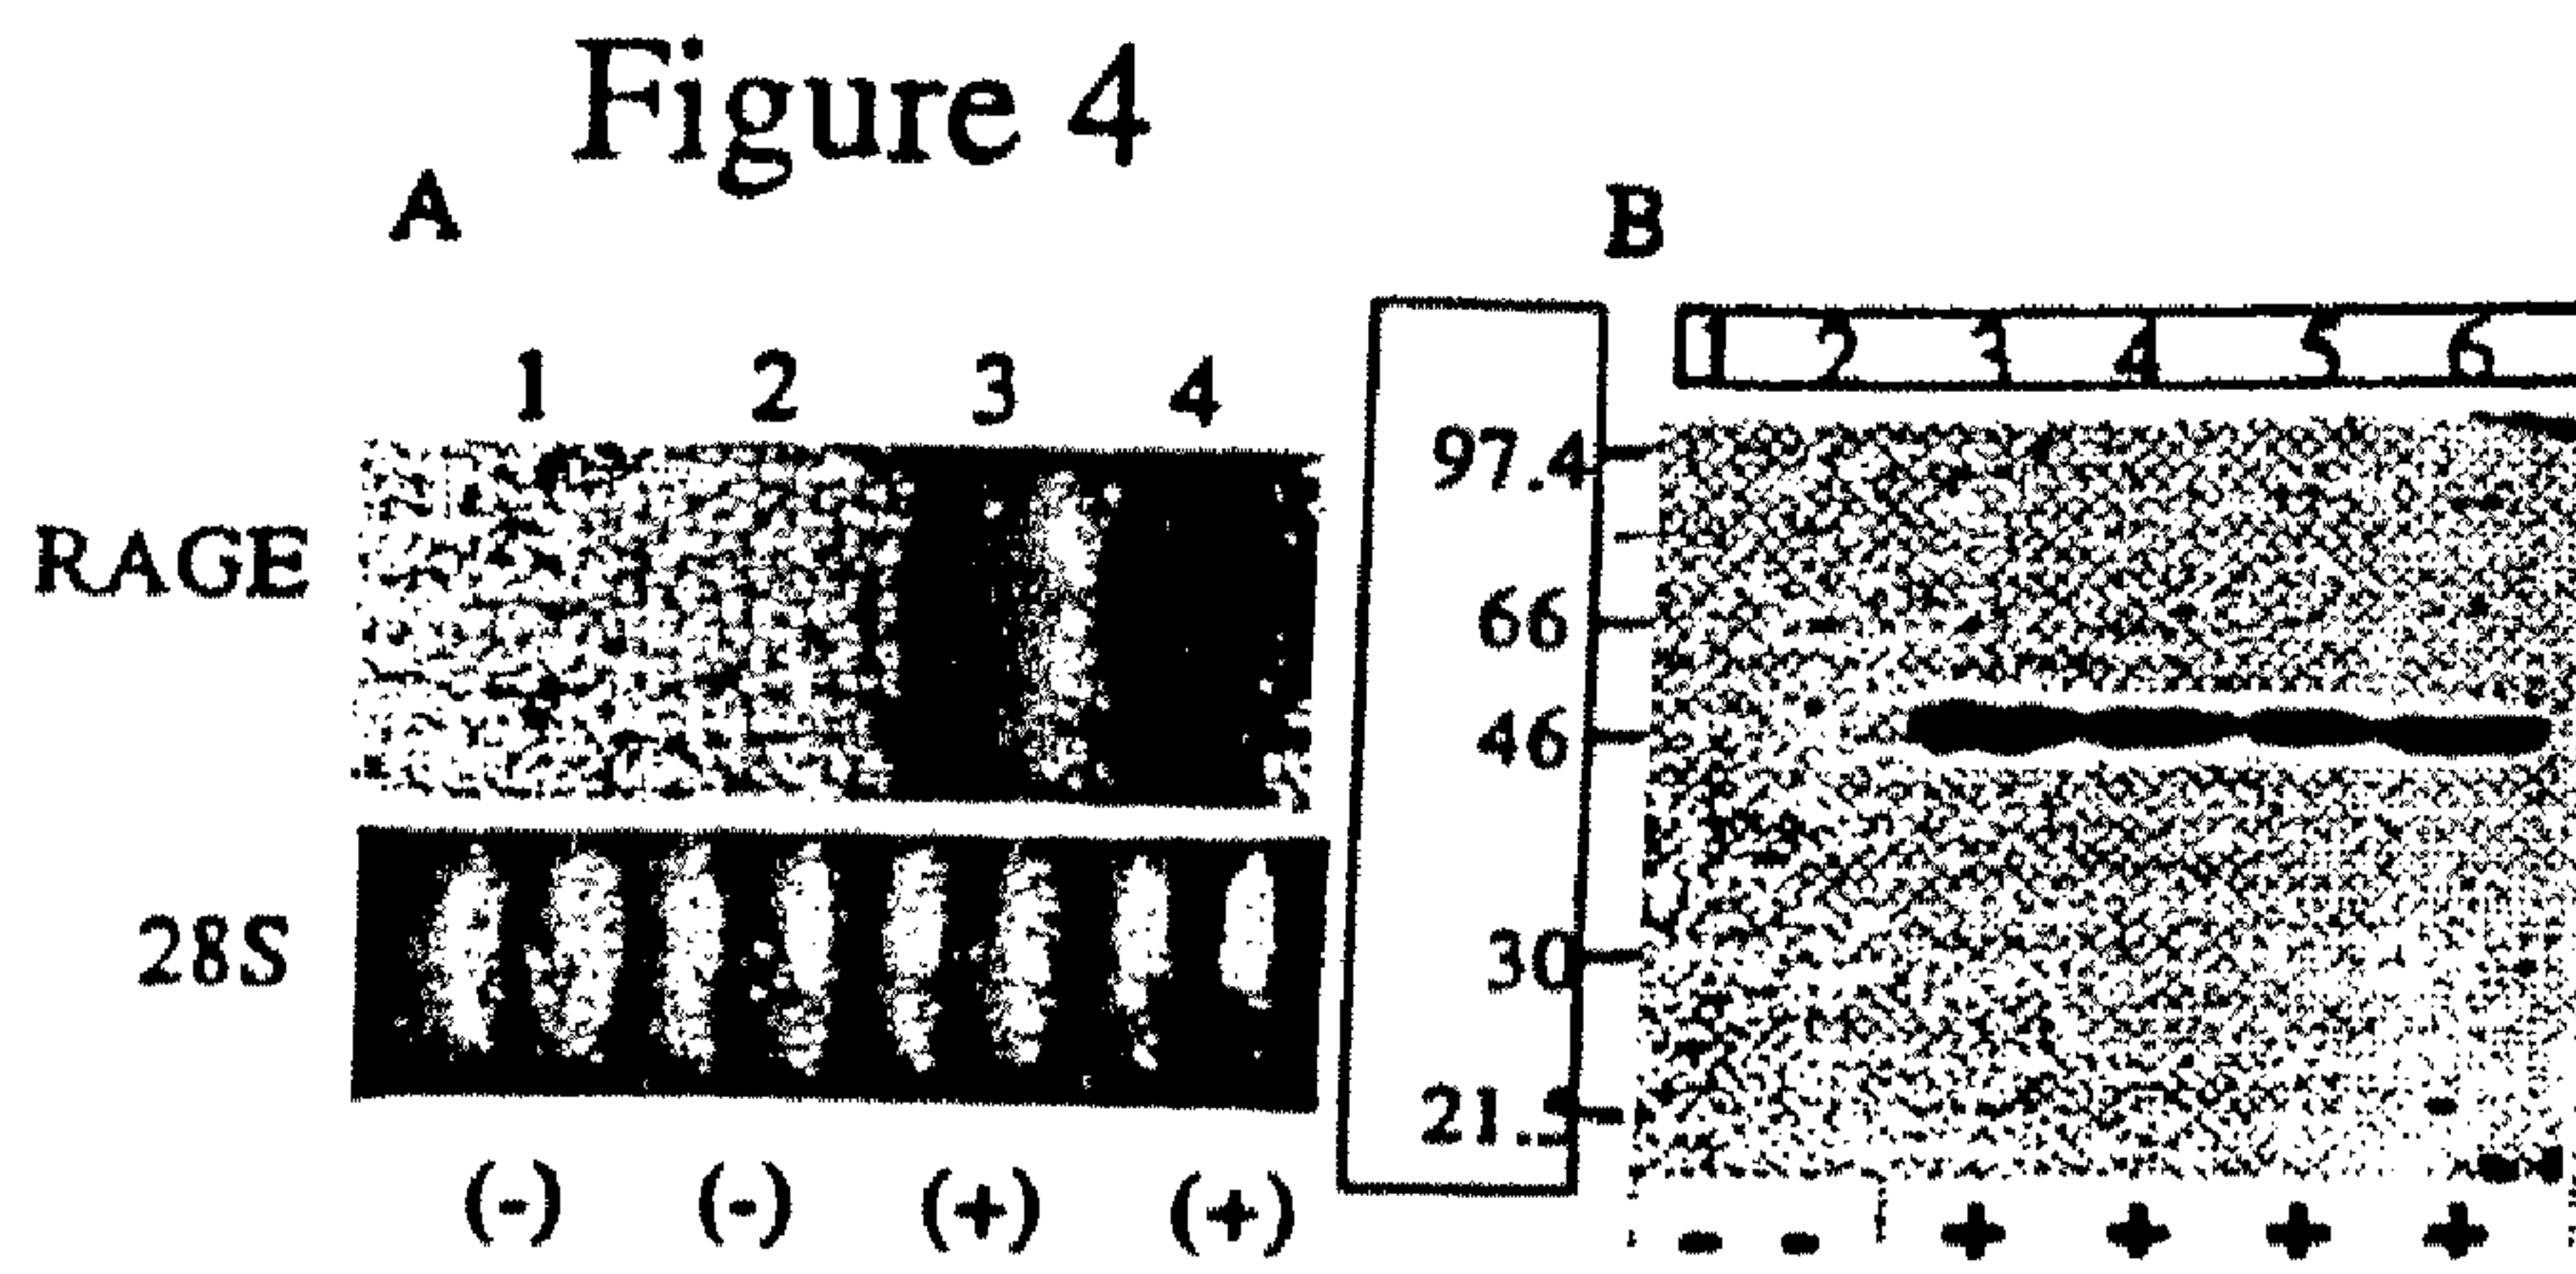 Figure 4
A
B
1 2 3 4
1 2 3 4 5 6
RAGE
28S
97.4
66
46
30
21.5
(-) (-) (+) (+)
- - + + + +